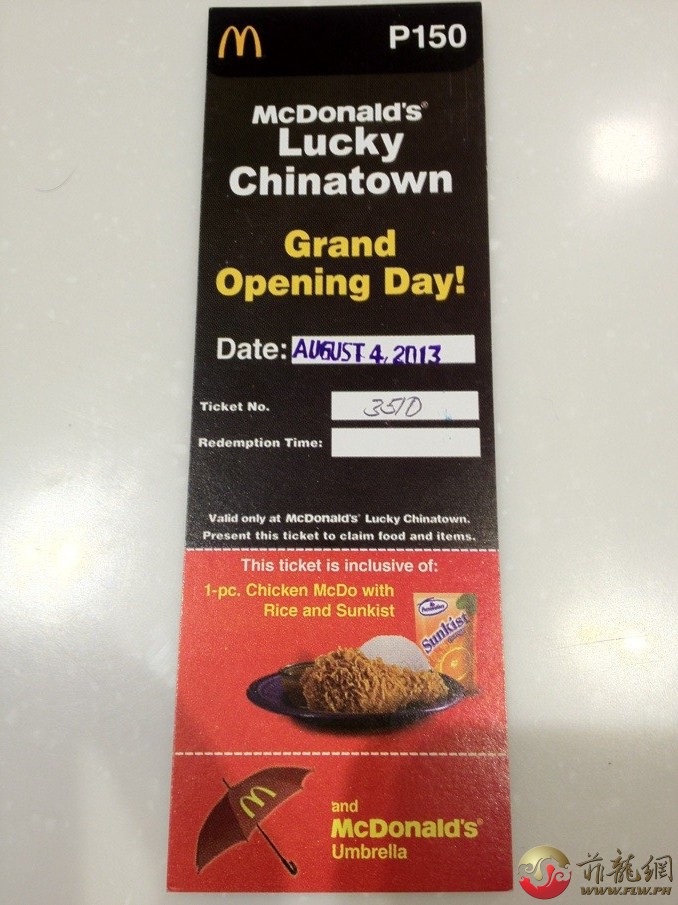 P150
McDonald's®
Lucky
Chinatown
Grand
Opening Day!
Date: AUGUST 4, 2013
Ticket No. 3510
Redemption Time:
Valid only at McDonald's® Lucky Chinatown.
Present this ticket to claim food and items.
This ticket is inclusive of:
1-pc. Chicken McDo with
Rice and Sunkist
Sunkist
and
McDonald's®
Umbrella
菲龍網
WWW.FLW.PH